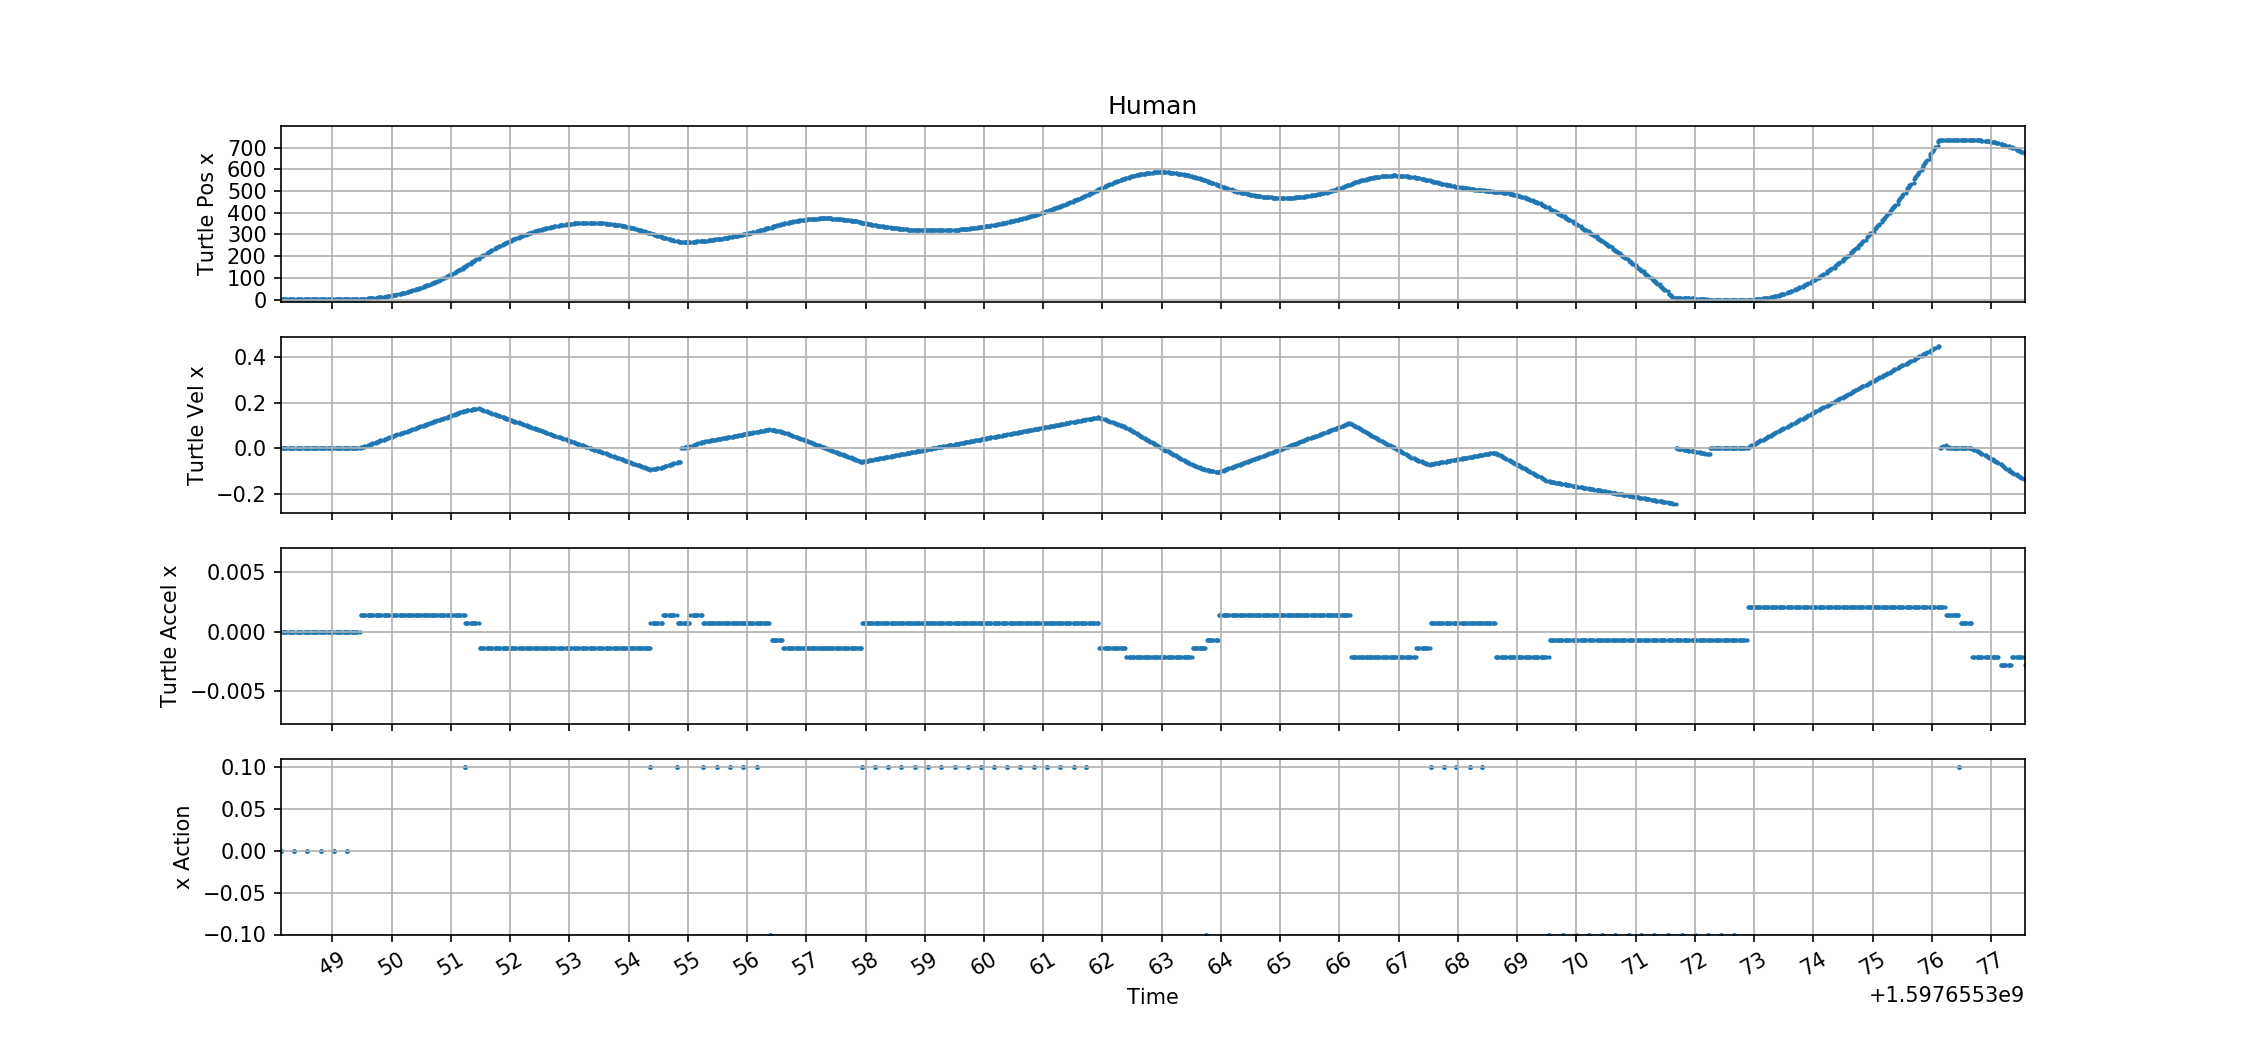 Human
Turtle Pos x
700
600
500
400
300
200
100
0
Turtle Vel x
0.4
0.2
0.0
−0.2
Turtle Accel x
0.005
0.000
−0.005
x Action
0.10
0.05
0.00
−0.05
−0.10
49 50 51 52 53 54 55 56 57 58 59 60 61 62 63 64 65 66 67 68 69 70 71 72 73 74 75 76 77
Time
+1.5976553e9